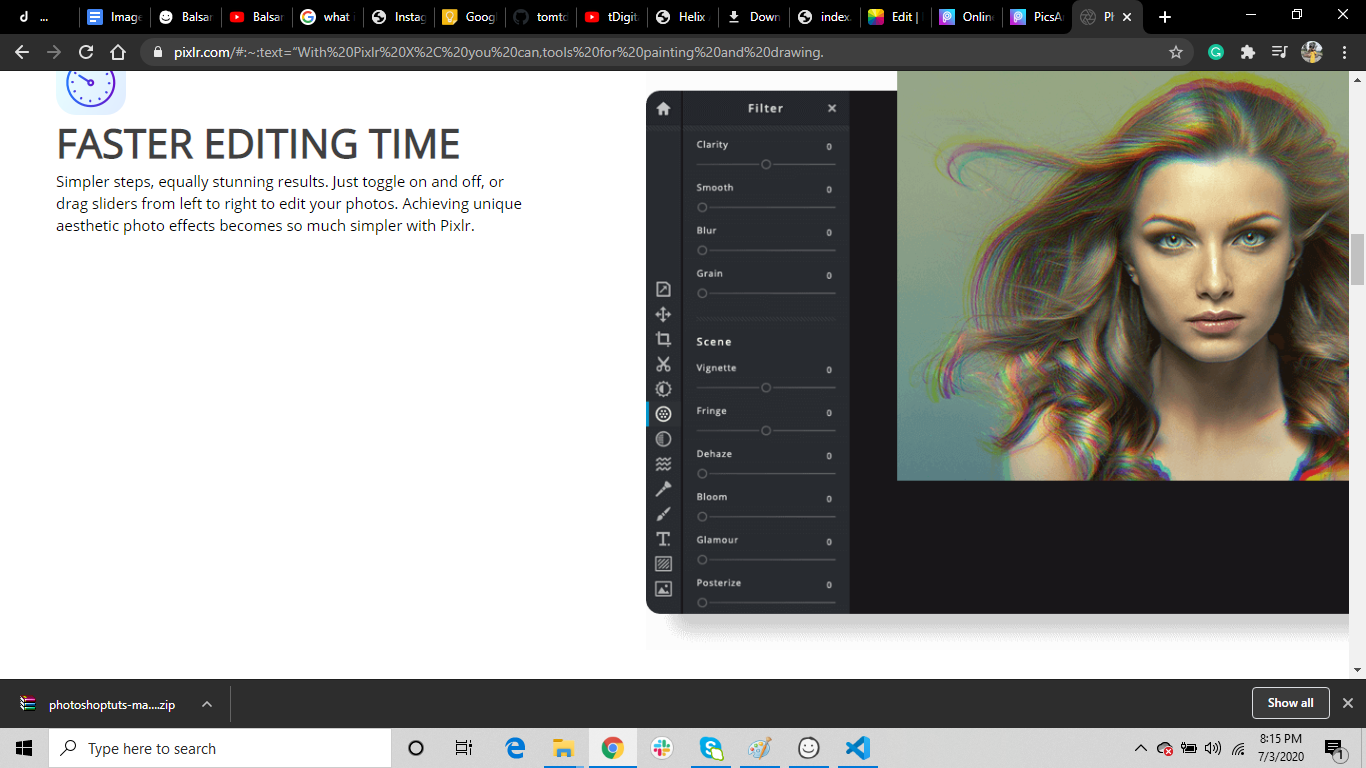 d ...
Image
Balsar
Balsar
what i
Instag
Googl
tomtc
tDigit
Helix
Down
index.
Edit |
Online
PicsA
Ph
pixlr.com/#:~:text="With%20Pixlr%20X%2C%20you%20can,tools%20for%20painting%20and%20drawing.
FASTER EDITING TIME
Simpler steps, equally stunning results. Just toggle on and off, or
drag sliders from left to right to edit your photos. Achieving unique
aesthetic photo effects becomes so much simpler with Pixlr.
Filter
Clarity 0
Smooth 0
Blur 0
Grain 0
Scene
Vignette 0
Fringe 0
Dehaze 0
Bloom 0
Glamour 0
Posterize 0
T.
photoshoptuts-ma....zip
Show all
Type here to search
8:15 PM
7/3/2020
1